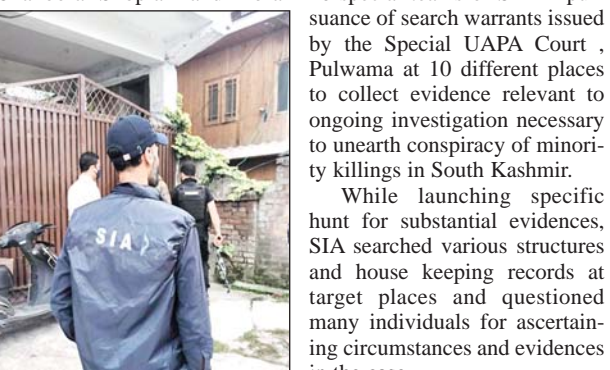 suance of search warrants issued
by the Special UAPA Court ,
Pulwama at 10 different places
to collect evidence relevant to
ongoing investigation necessary
to unearth conspiracy of minori-
ty killings in South Kashmir.
While launching specific
hunt for substantial evidences,
SIA searched various structures
and house keeping records at
target places and questioned
many individuals for ascertain-
ing circumstances and evidences
SIA